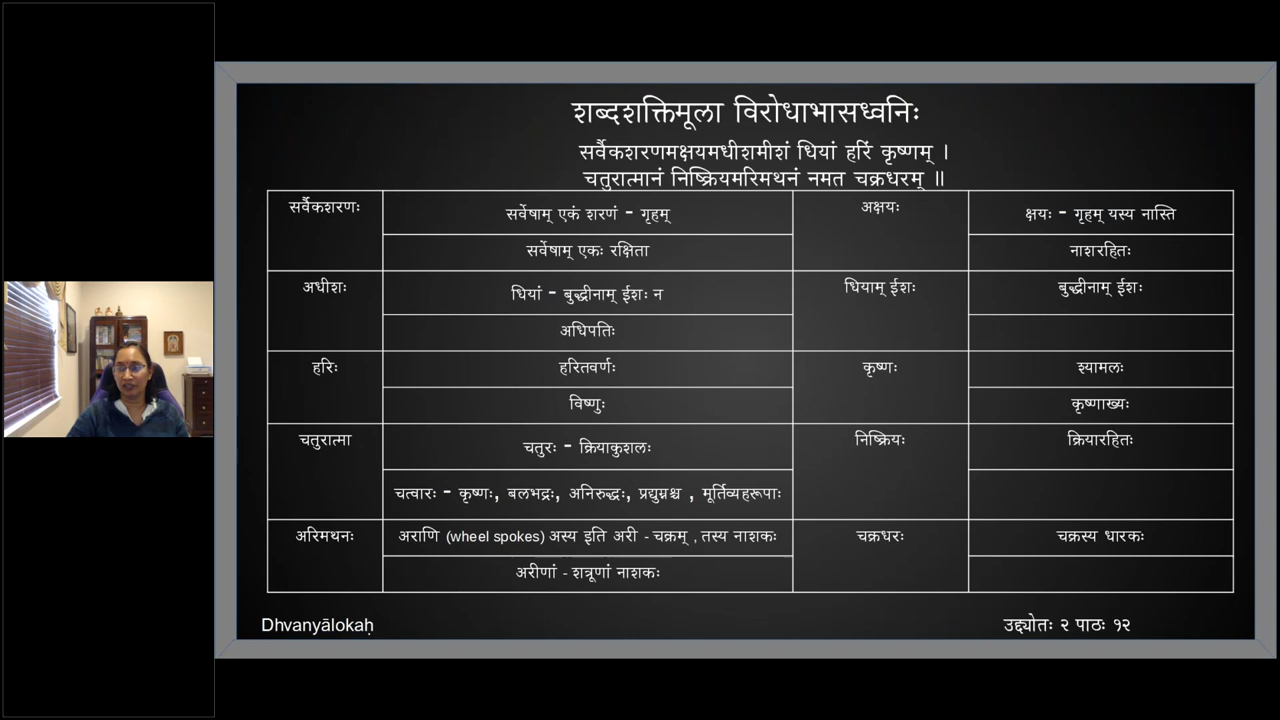 शब्दशक्तिमूला विरोधाभासध्वनिः
सर्वैकशरणमक्षयमधीशमीशं धियां हरिं कृष्णम् ।
चतुरात्मानं निष्क्रियमरिमथनं नमत चक्रधरम् ॥
सर्वैकशरणः
सर्वेषाम् एकं शरणं - गृहम्
सर्वेषाम् एकः रक्षिता
अक्षयः
क्षयः - गृहम् यस्य नास्ति
नाशरहितः
अधीशः
धियां - बुद्धीनाम् ईशः न
अधिपतिः
धियाम् ईशः
बुद्धीनाम् ईशः
हरिः
हरितवर्णः
विष्णुः
कृष्णः
श्यामलः
कृष्णाख्यः
चतुरात्मा
चतुरः - क्रियाकुशलः
चत्वारः - कृष्णः, बलभद्रः, अनिरुद्धः, प्रद्युम्नश्च , मूर्तिव्यहरूपाः
निष्क्रियः
क्रियारहितः
अरिमथनः
अराणि (wheel spokes) अस्य इति अरी - चक्रम् , तस्य नाशकः
अरीणां - शत्रूणां नाशकः
चक्रधरः
चक्रस्य धारकः
Dhvanyālokaḥ
उद्द्योतः २ पाठः १२